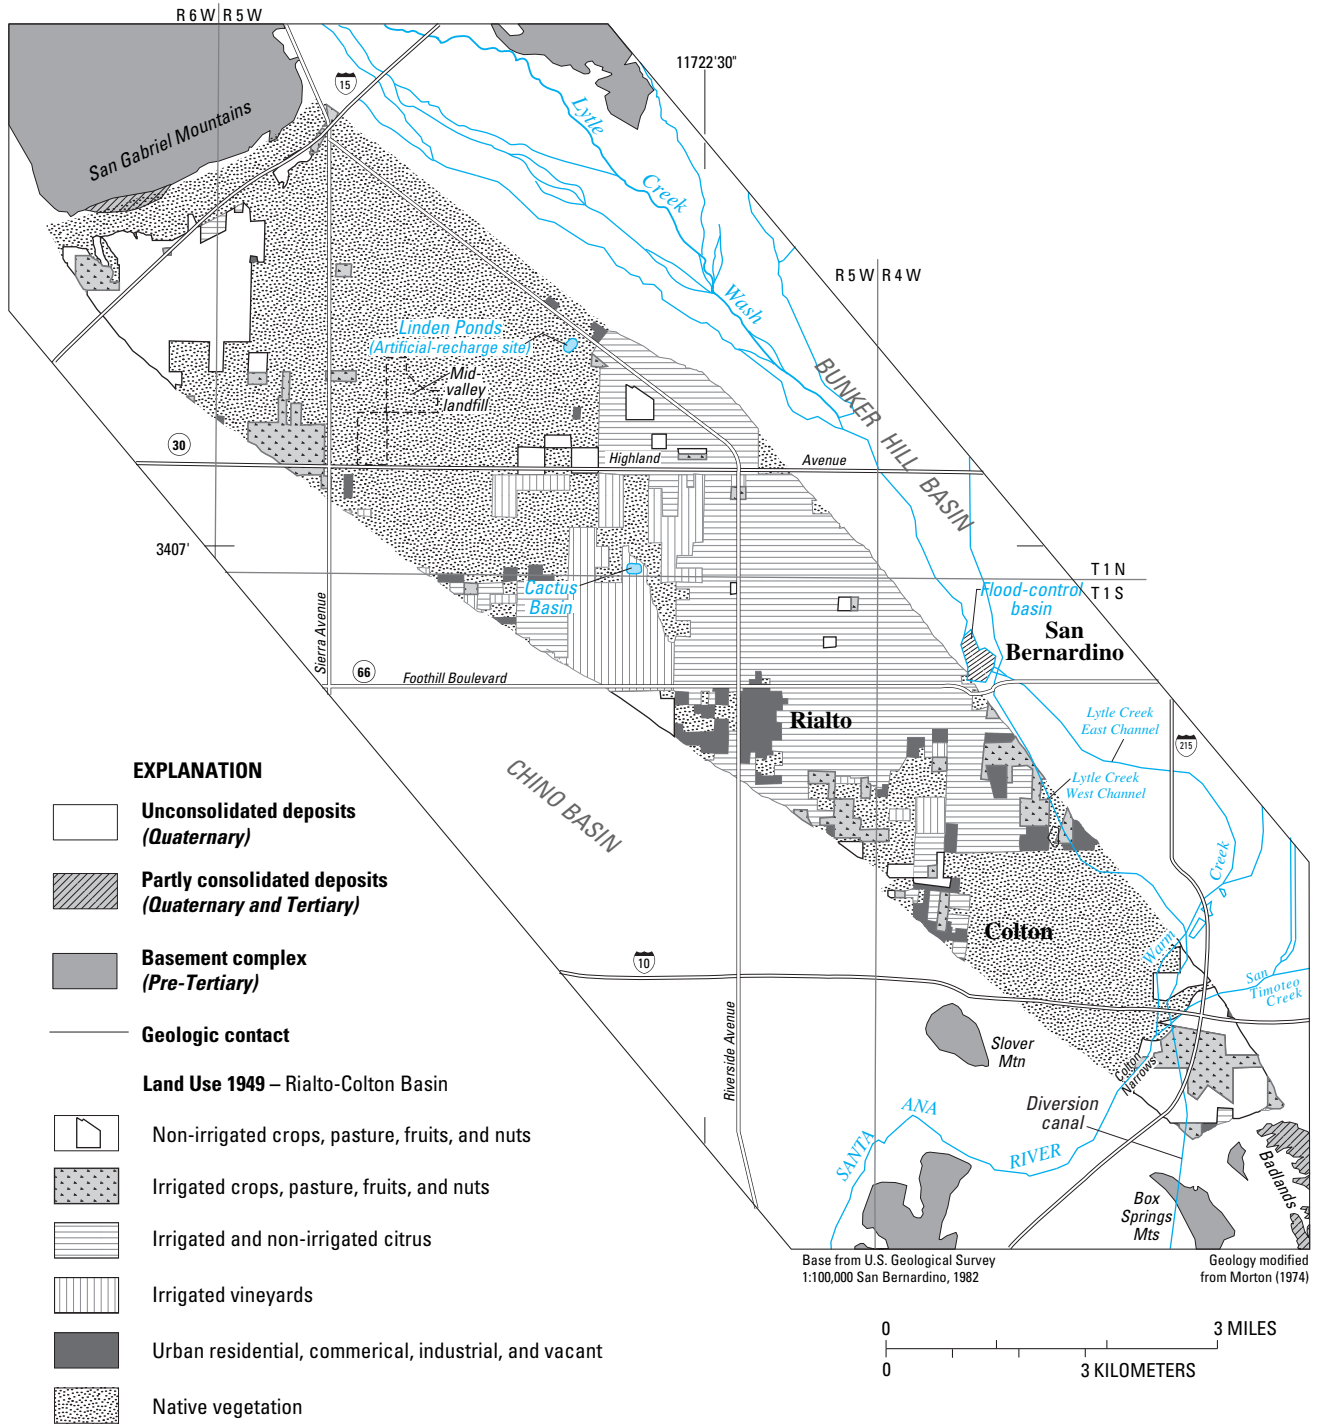 R 6 W R 5 W
11722'30"
15
San Gabriel Mountains
Lytle
Creek
Wash
R 5 W R 4 W
Linden Ponds
(Artificial-recharge site)
Mid-
valley
landfill
BUNKER HILL BASIN
30
Highland
Avenue
3407'
T 1 N
T 1 S
Cactus
Basin
Flood-control
basin
San
Bernardino
Sierra Avenue
66
Foothill Boulevard
Rialto
Lytle Creek
East Channel
215
Lytle Creek
West Channel
CHINO BASIN
Creek
Warm
Colton
10
San
Timoteo
Creek
Riverside Avenue
Slover
Mtn
Colton
Narrows
Diversion
canal
SANTA
ANA
RIVER
Badlands
Box
Springs
Mts
Base from U.S. Geological Survey
1:100,000 San Bernardino, 1982
Geology modified
from Morton (1974)
0 3 MILES
0 3 KILOMETERS
EXPLANATION
Unconsolidated deposits
(Quaternary)
Partly consolidated deposits
(Quaternary and Tertiary)
Basement complex
(Pre-Tertiary)
Geologic contact
Land Use 1949 – Rialto-Colton Basin
Non-irrigated crops, pasture, fruits, and nuts
Irrigated crops, pasture, fruits, and nuts
Irrigated and non-irrigated citrus
Irrigated vineyards
Urban residential, commerical, industrial, and vacant
Native vegetation